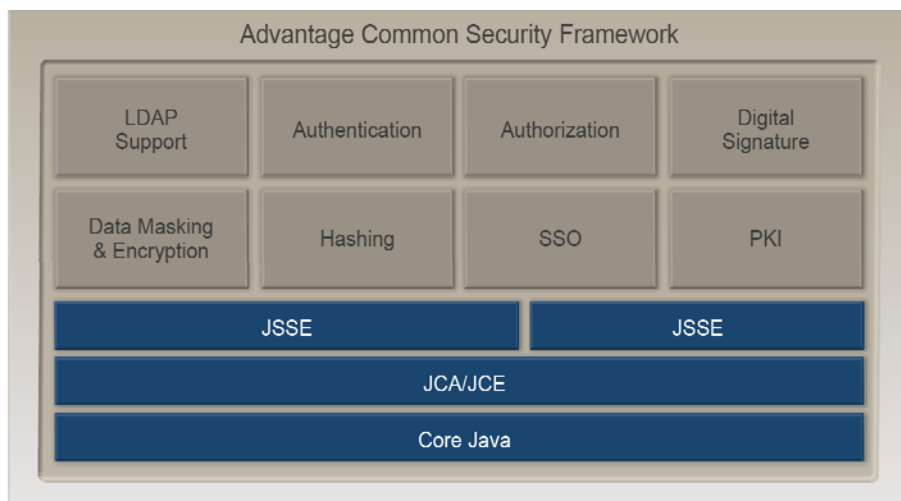 Advantage Common Security Framework
LDAP
Support
Authentication
Authorization
Digital
Signature
Data Masking
& Encryption
Hashing
SSO
PKI
JSSE
JSSE
JCA/JCE
Core Java